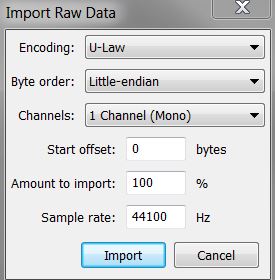 Import Raw Data
Encoding: U-Law
Byte order: Little-endian
Channels: 1 Channel (Mono)
Start offset: 0 bytes
Amount to import: 100 %
Sample rate: 44100 Hz
Import Cancel